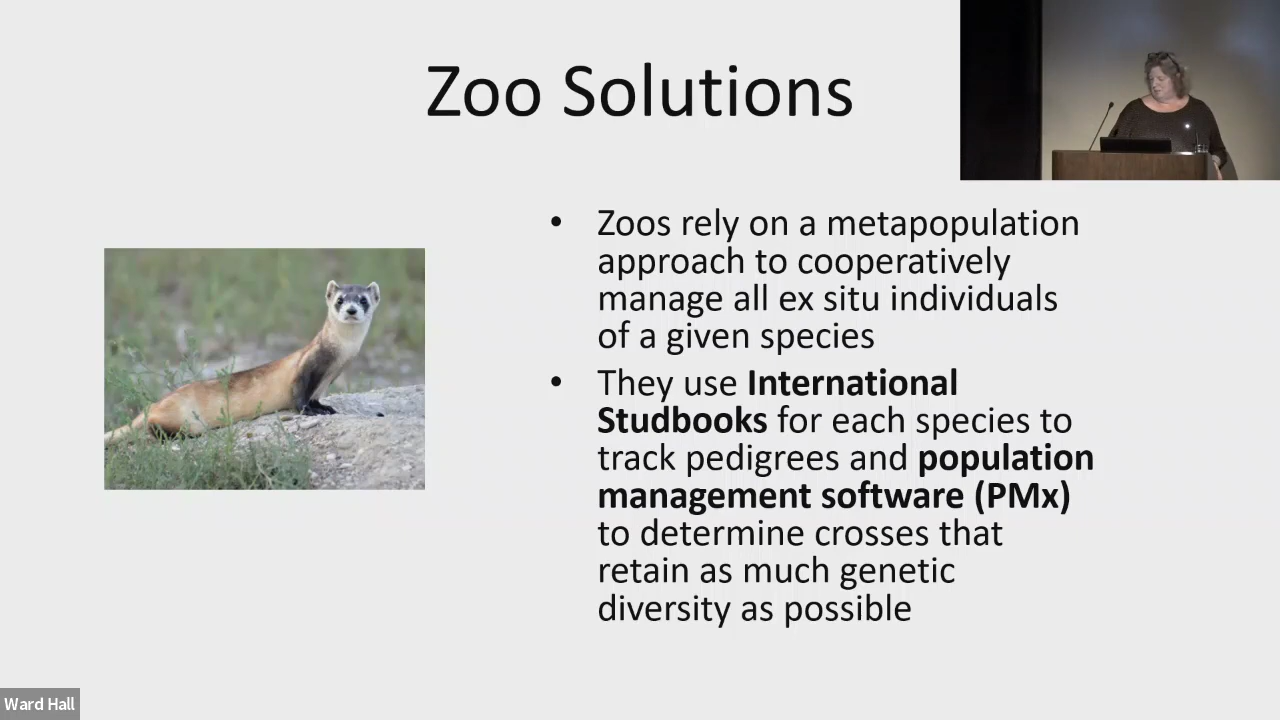 Zoo Solutions
• Zoos rely on a metapopulation
approach to cooperatively
manage all ex situ individuals
of a given species
• They use International
Studbooks for each species to
track pedigrees and population
management software (PMx)
to determine crosses that
retain as much genetic
diversity as possible
Ward Hall